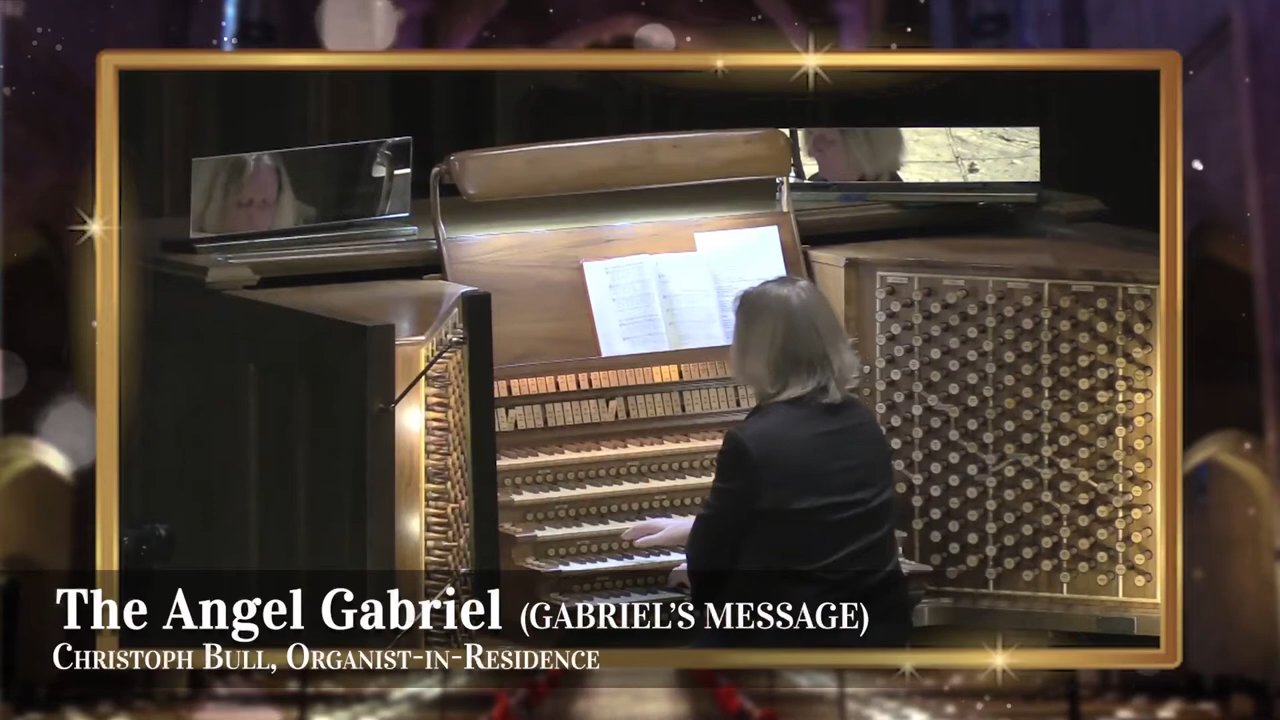 The Angel Gabriel (GABRIEL'S MESSAGE)
Christoph Bull, Organist-in-Residence